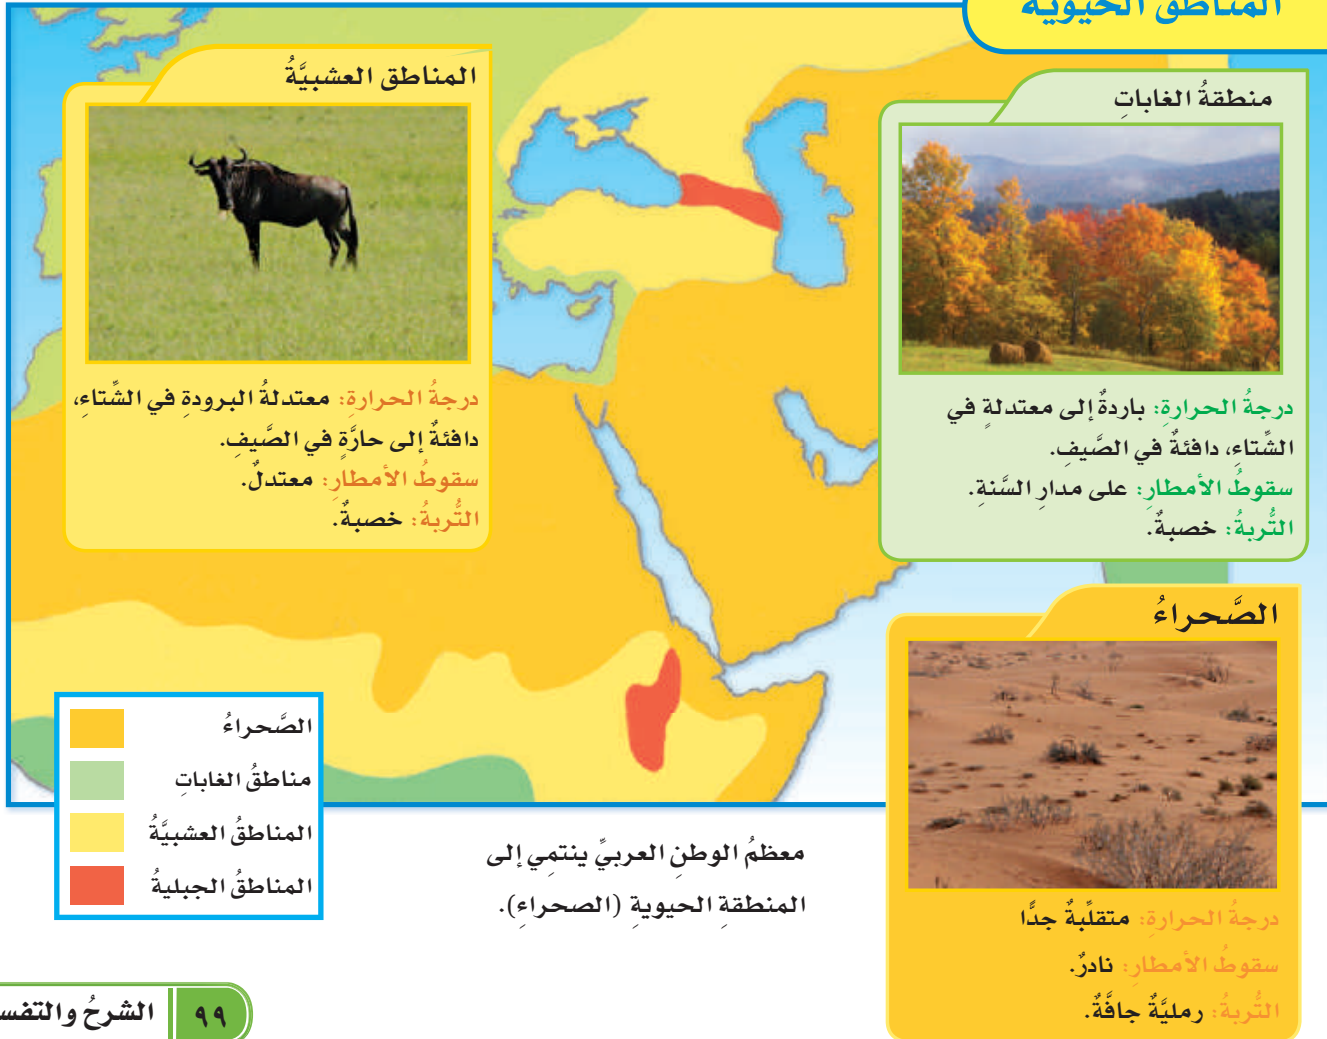 المناطق الحيوية
منطقةُ الغاباتِ
درجةُ الحرارةِ: باردةٌ إلى معتدلةٍ في
الشِّتاءِ، دافئةٌ في الصَّيفِ.
سقوطُ الأمطارِ: على مدارِ السَّنةِ.
التُّربةُ: خصبةٌ.
المناطق العشبيَّةُ
درجةُ الحرارةِ: معتدلةُ البرودةِ في الشِّتاءِ،
دافئةٌ إلى حارَّةٍ في الصَّيفِ.
سقوطُ الأمطارِ: معتدلٌ.
التُّربةُ: خصبةٌ.
الصَّحراءُ
درجةُ الحرارةِ: متقلِّبةٌ جدًّا
سقوطُ الأمطارِ: نادرٌ.
التُّربةُ: رمليَّةٌ جافَّةٌ.
الصَّحراءُ
مناطقُ الغاباتِ
المناطقُ العشبيَّةُ
المناطقُ الجبليةُ
معظمُ الوطنِ العربيِّ ينتمِي إلى
المنطقةِ الحيويةِ (الصحراءِ).
٩٩ الشرحُ والتفس